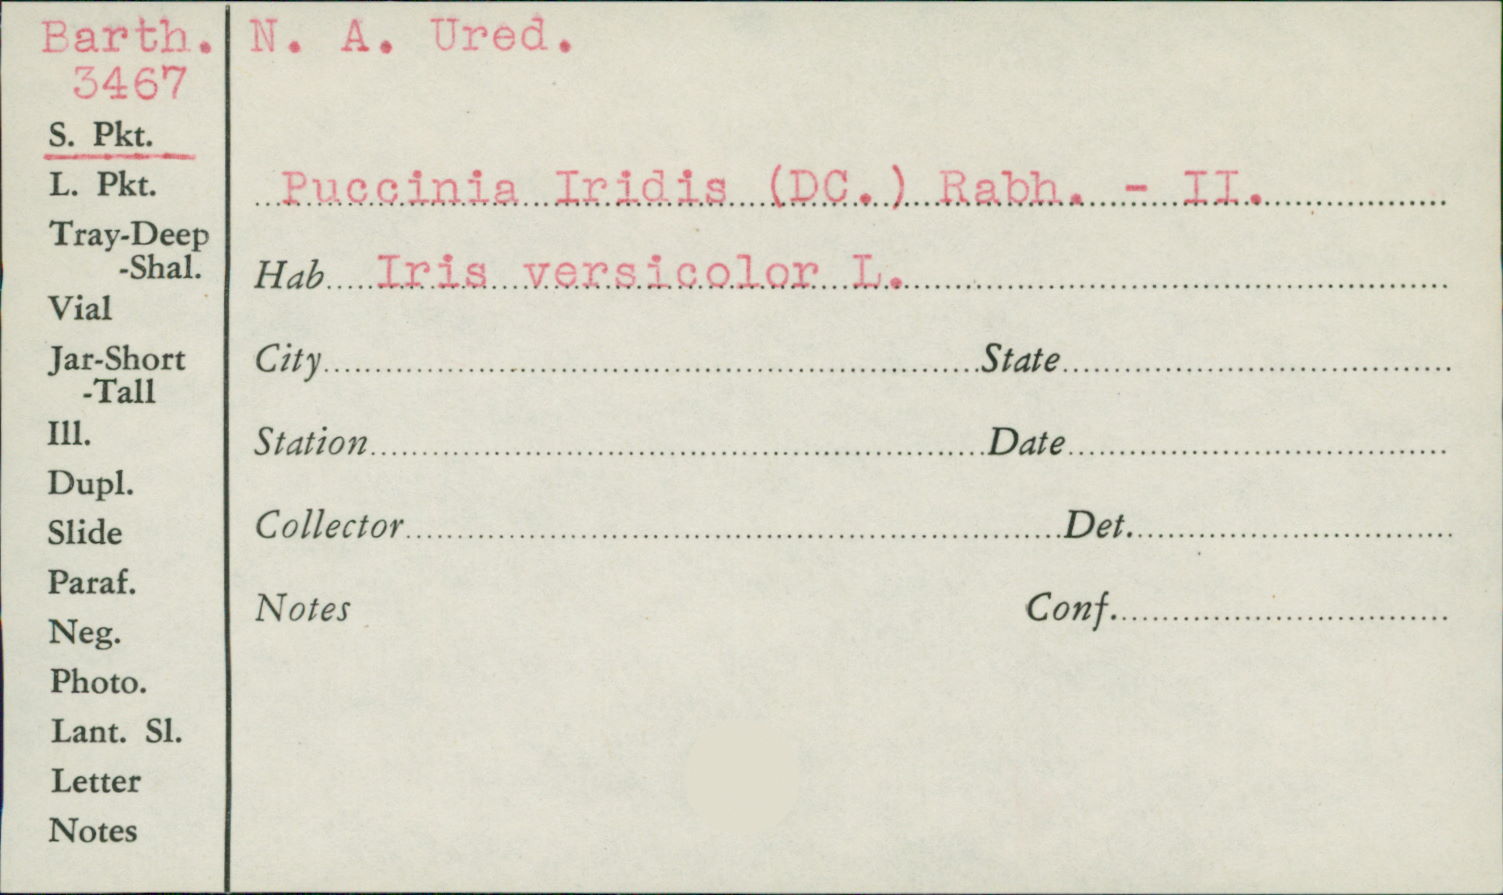 Barth.
3467
S. Pkt.
L. Pkt.
Tray-Deep
-Shal.
Vial
Jar-Short
-Tall
Ill.
Dupl.
Slide
Paraf.
Neg.
Photo.
Lant. Sl.
Letter
Notes
N. A. Ured.
Puccinia Iridis (DC.) Rabh. - II.
Hab. Iris versicolor L.
City State
Station Date
Collector Det.
Notes Conf.